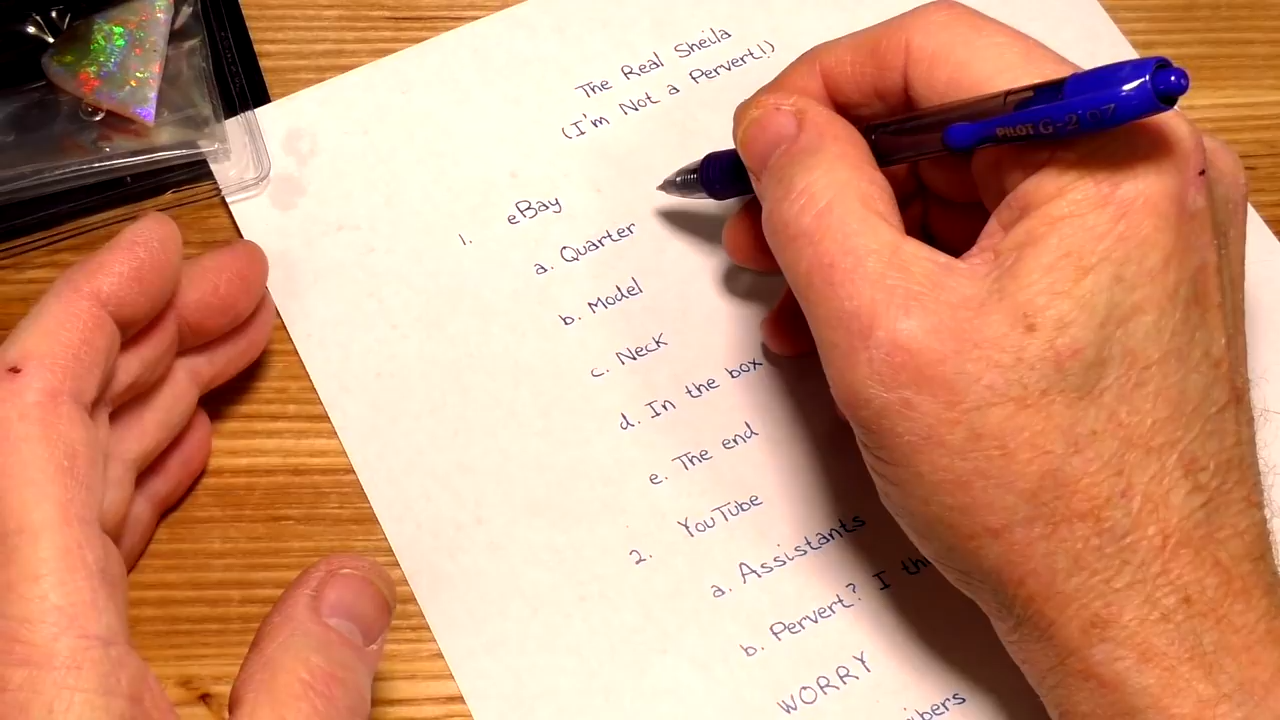 The Real Sheila
(I'm Not a Pervert!)
1. eBay
a. Quarter
b. Model
c. Neck
d. In the box
e. The end
2. YouTube
a. Assistants
b. Pervert? I
WORRY
PILOT G-2 07